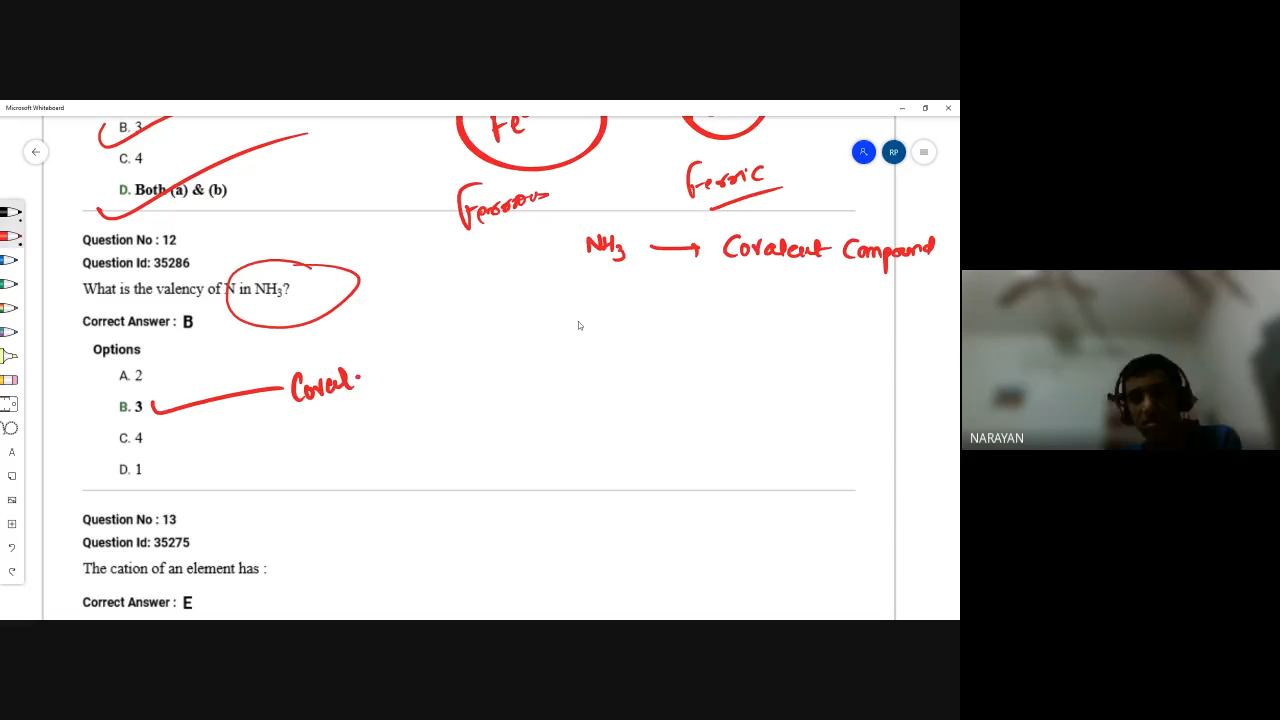 Microsoft Whiteboard
B. 3
C. 4
D. Both (a) & (b)
Fe
Ferrous
Ferric
RP
Question No : 12
Question Id: 35286
What is the valency of N in NH₃?
NH₃ → Covalent Compound
Correct Answer : B
Options
A. 2
B. 3
Coval
C. 4
D. 1
Question No : 13
Question Id: 35275
The cation of an element has :
Correct Answer : E
NARAYAN
A